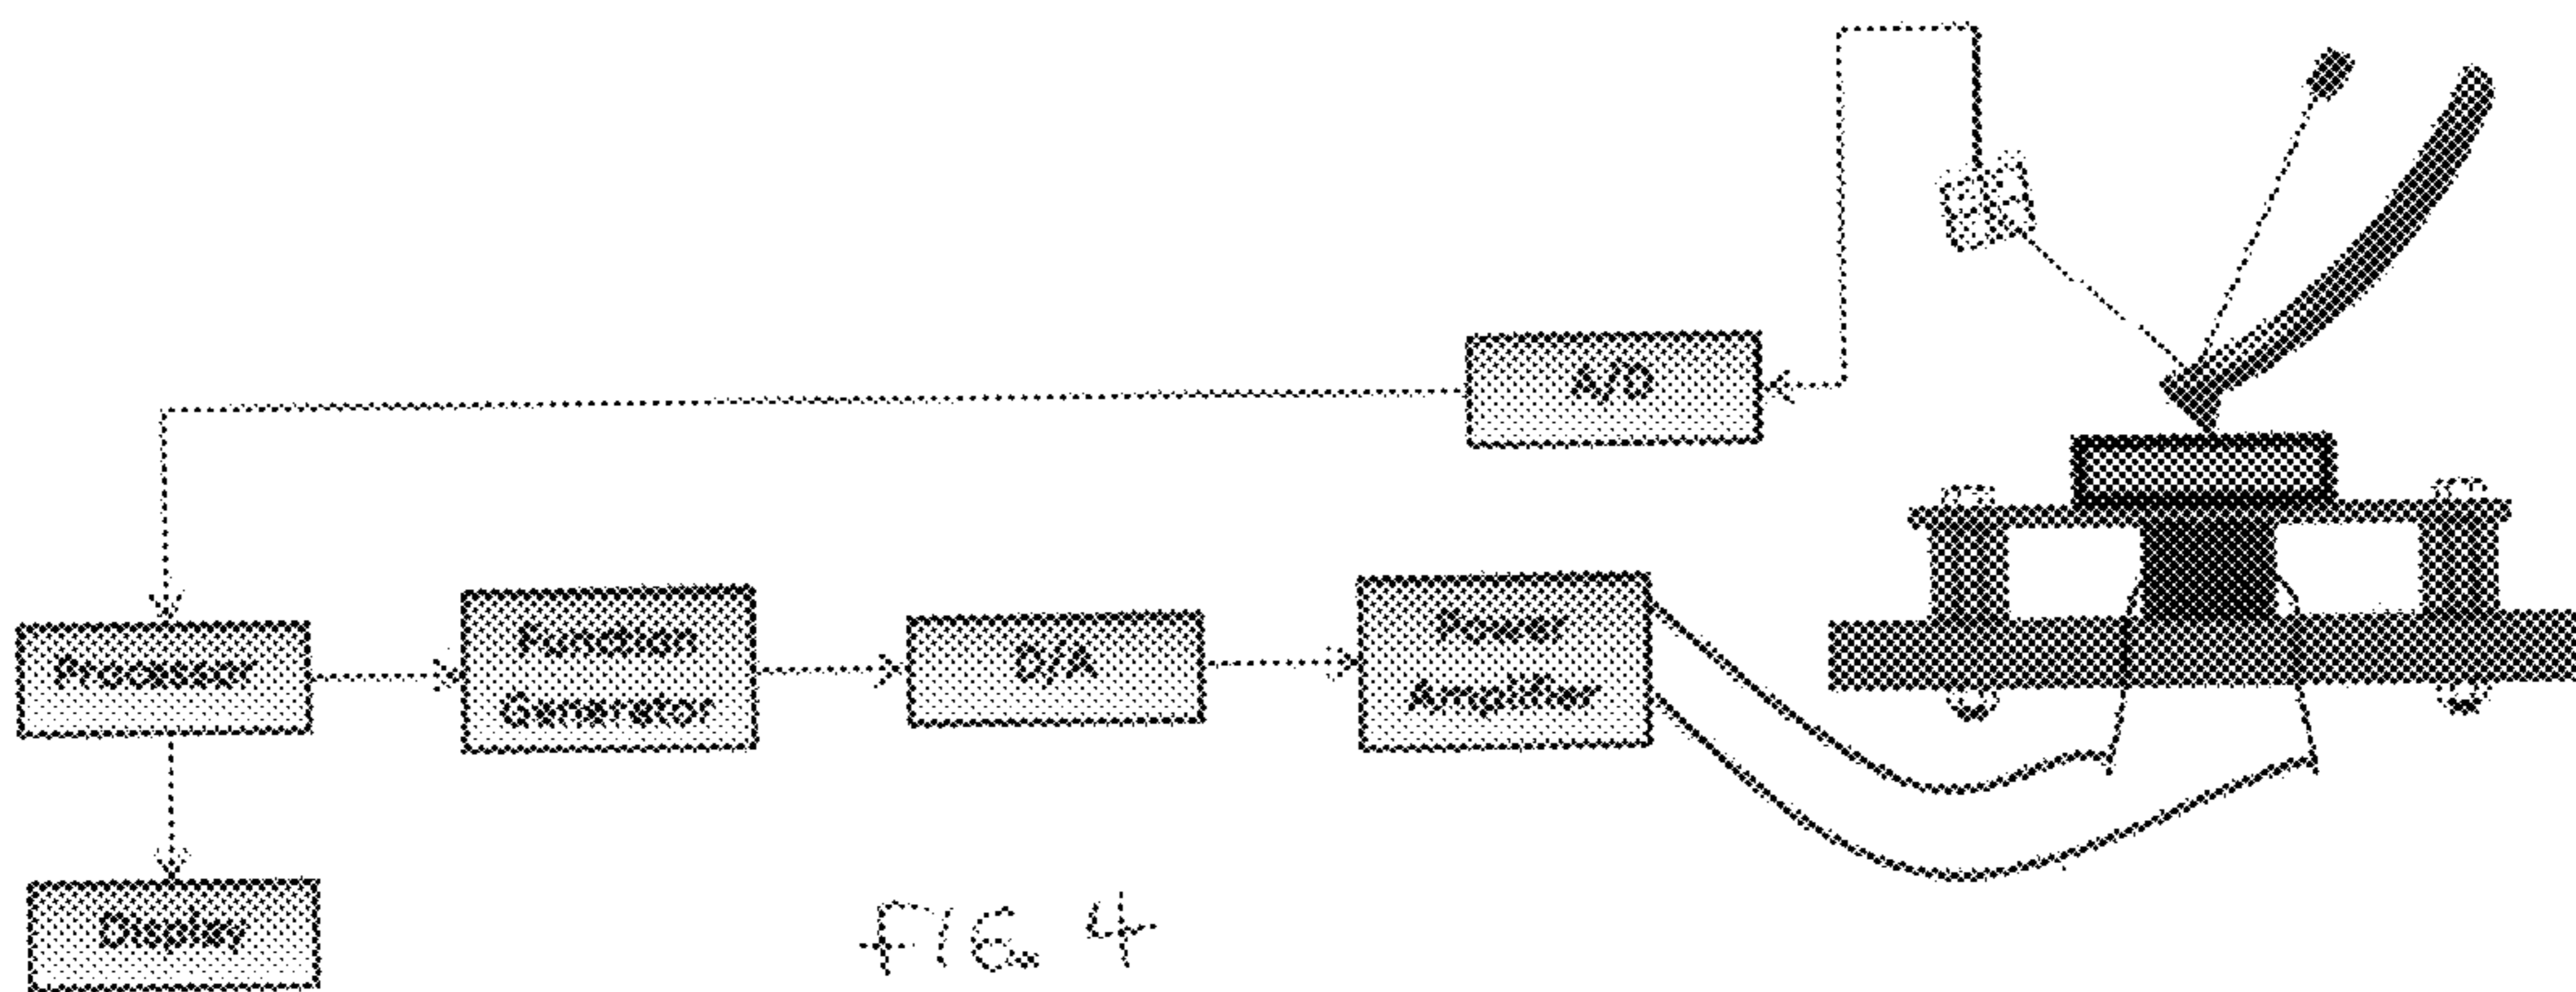 A/D
Processor
Function
Generator
D/A
Power
Amplifier
Display
FIG. 4